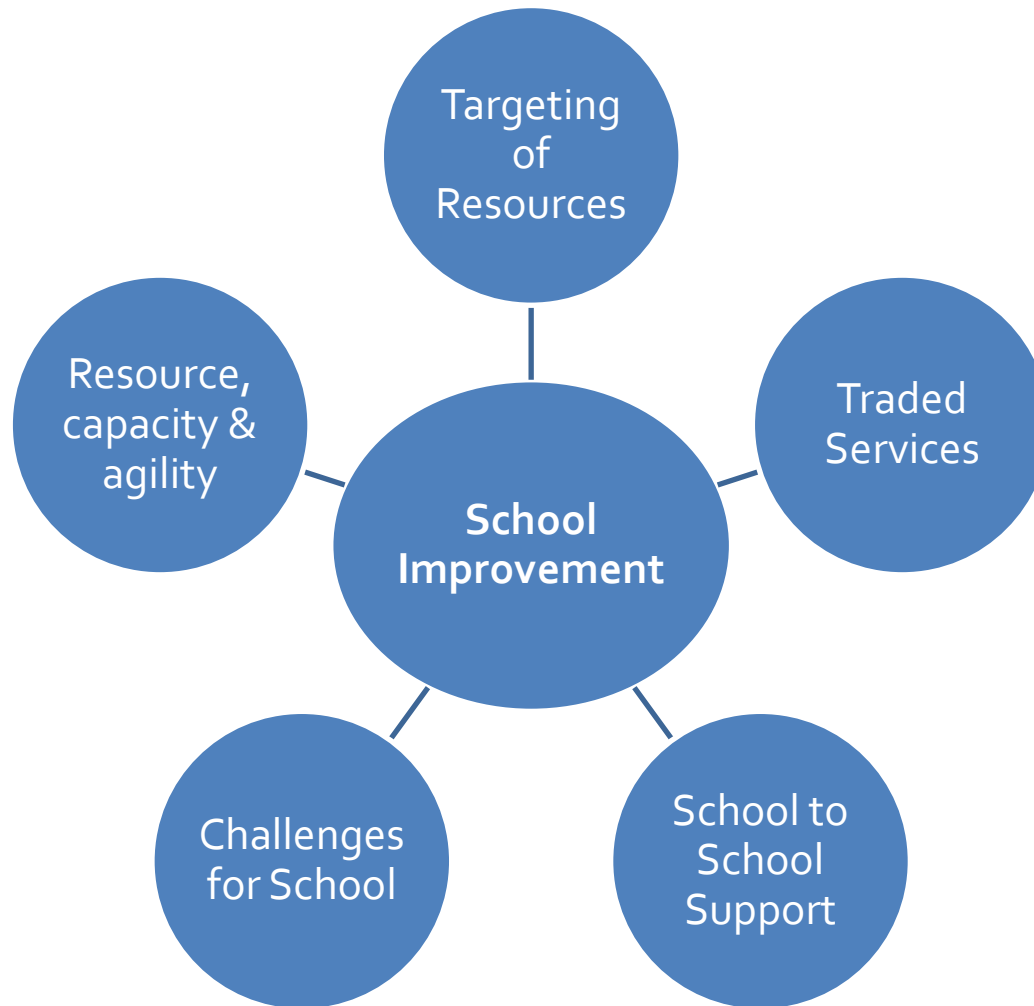 Targeting
of
Resources
Resource,
capacity &
agility
Traded
Services
School
Improvement
Challenges
for School
School to
School
Support